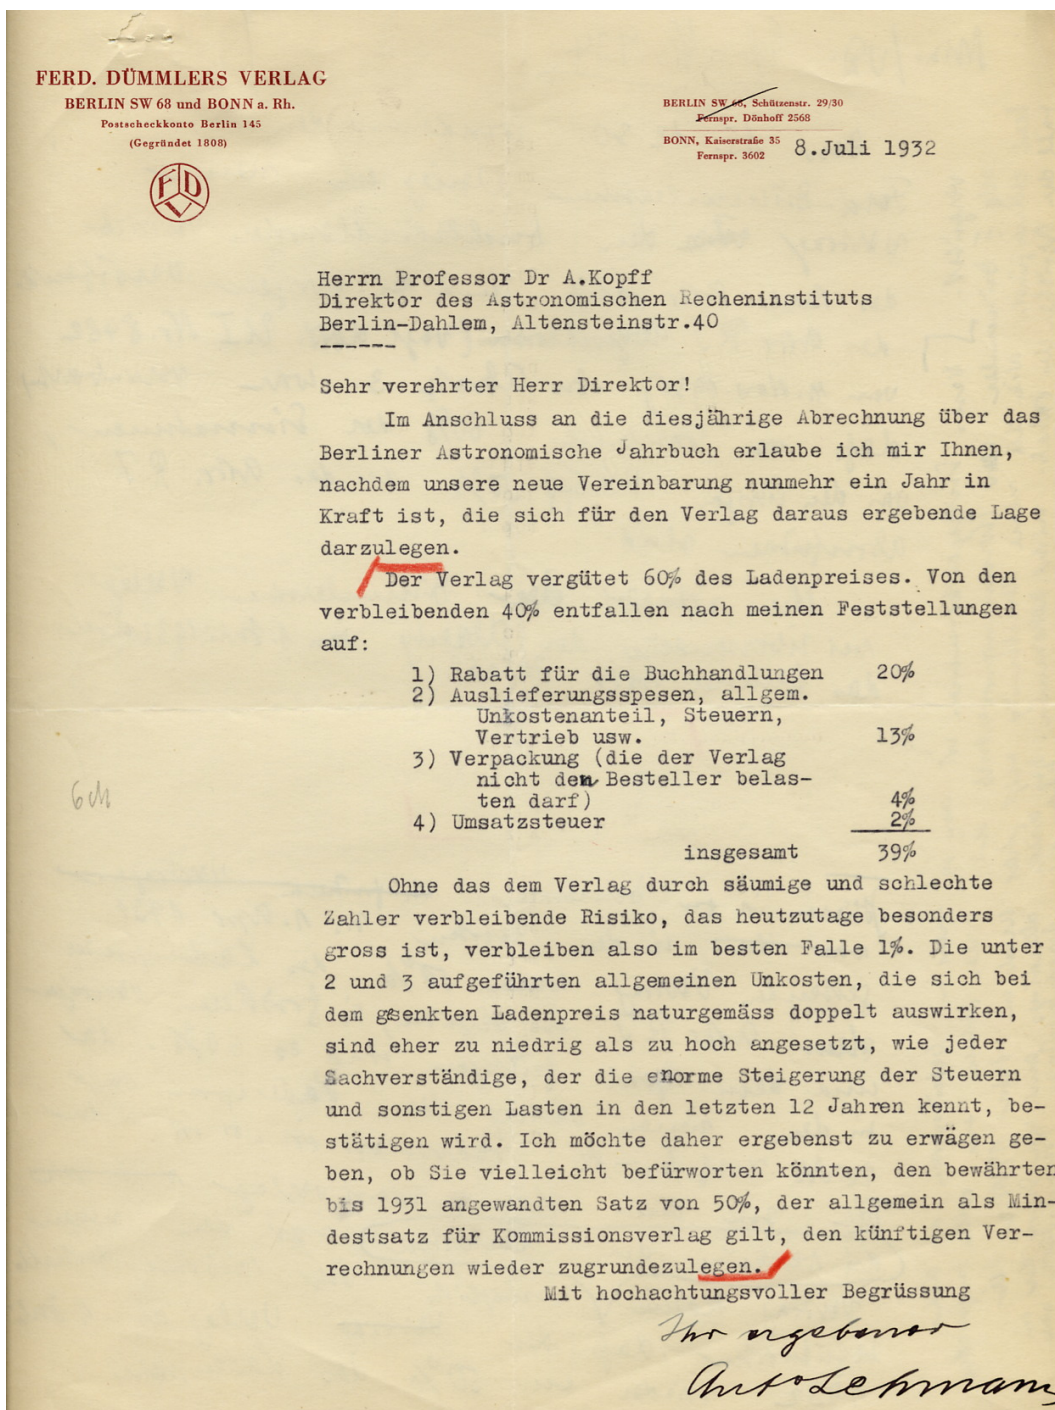 FERD. DÜMMLERS VERLAG
BERLIN SW 68 und BONN a. Rh.
Postscheckkonto Berlin 145
(Gegründet 1808)
FDV
BERLIN SW 68, Schützenstr. 29/30
Fernspr. Dönhoff 2568
BONN, Kaiserstraße 35
Fernspr. 3602
8.Juli 1932
Herrn Professor Dr A.Kopff
Direktor des Astronomischen Recheninstituts
Berlin-Dahlem, Altensteinstr.40
------
Sehr verehrter Herr Direktor!
Im Anschluss an die diesjährige Abrechnung über das
Berliner Astronomische Jahrbuch erlaube ich mir Ihnen,
nachdem unsere neue Vereinbarung nunmehr ein Jahr in
Kraft ist, die sich für den Verlag daraus ergebende Lage
darzulegen.
Der Verlag vergütet 60% des Ladenpreises. Von den
verbleibenden 40% entfallen nach meinen Feststellungen
auf:
1) Rabatt für die Buchhandlungen 20%
2) Auslieferungsspesen, allgem.
Unkostenanteil, Steuern,
Vertrieb usw. 13%
3) Verpackung (die der Verlag
nicht den Besteller belas-
ten darf) 4%
4) Umsatzsteuer 2%
insgesamt 39%
Ohne das dem Verlag durch säumige und schlechte
Zahler verbleibende Risiko, das heutzutage besonders
gross ist, verbleiben also im besten Falle 1%. Die unter
2 und 3 aufgeführten allgemeinen Unkosten, die sich bei
dem gesenkten Ladenpreis naturgemäss doppelt auswirken,
sind eher zu niedrig als zu hoch angesetzt, wie jeder
Sachverständige, der die enorme Steigerung der Steuern
und sonstigen Lasten in den letzten 12 Jahren kennt, be-
stätigen wird. Ich möchte daher ergebenst zu erwägen ge-
ben, ob Sie vielleicht befürworten könnten, den bewährten
bis 1931 angewandten Satz von 50%, der allgemein als Min-
destsatz für Kommissionsverlag gilt, den künftigen Ver-
rechnungen wieder zugrundezulegen.
Mit hochachtungsvoller Begrüssung
Ihr ergebener
Lehmann